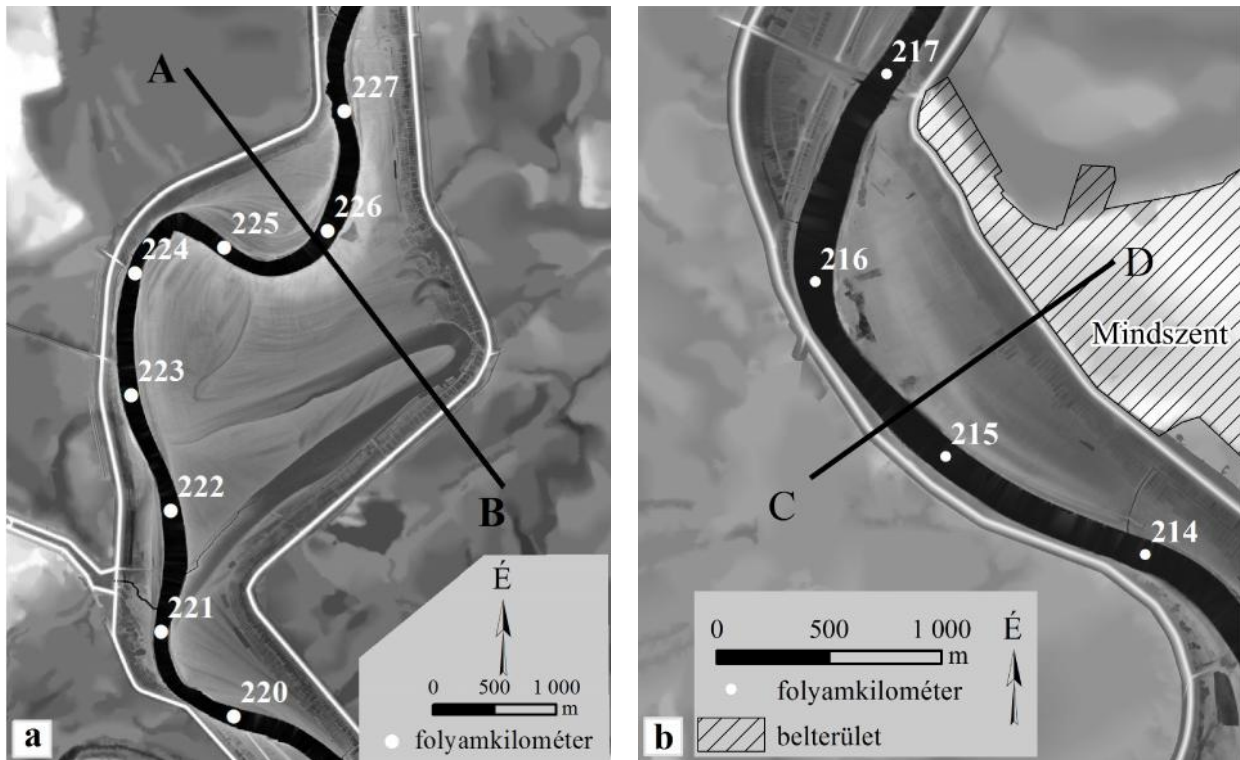 A
227
226
225
224
223
222
B
221
220
É
0 500 1 000
m
folyamkilométer
a
217
216
D
Mindszent
215
C
214
0 500 1 000
m
É
folyamkilométer
belterület
b